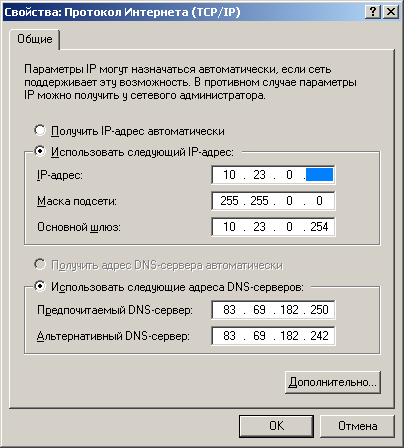 Свойства: Протокол Интернета (TCP/IP)
Общие
Параметры IP могут назначаться автоматически, если сеть
поддерживает эту возможность. В противном случае параметры
IP можно получить у сетевого администратора.
Получить IP-адрес автоматически
Использовать следующий IP-адрес:
IP-адрес: 10 . 23 . 0 .
Маска подсети: 255 . 255 . 0 . 0
Основной шлюз: 10 . 23 . 0 . 254
Получить адрес DNS-сервера автоматически
Использовать следующие адреса DNS-серверов:
Предпочитаемый DNS-сервер: 83 . 69 . 182 . 250
Альтернативный DNS-сервер: 83 . 69 . 182 . 242
Дополнительно...
OK Отмена